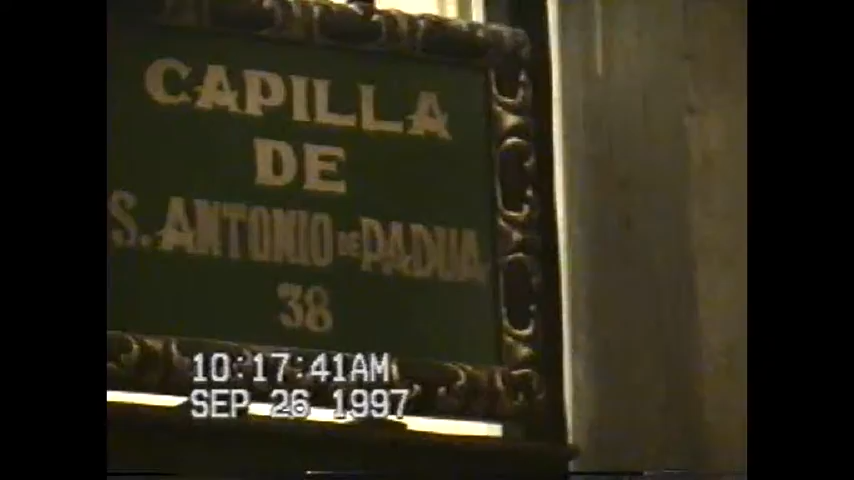 CAPILLA
DE
S. ANTONIO DE PADUA
38
10:17:41AM
SEP 26 1997